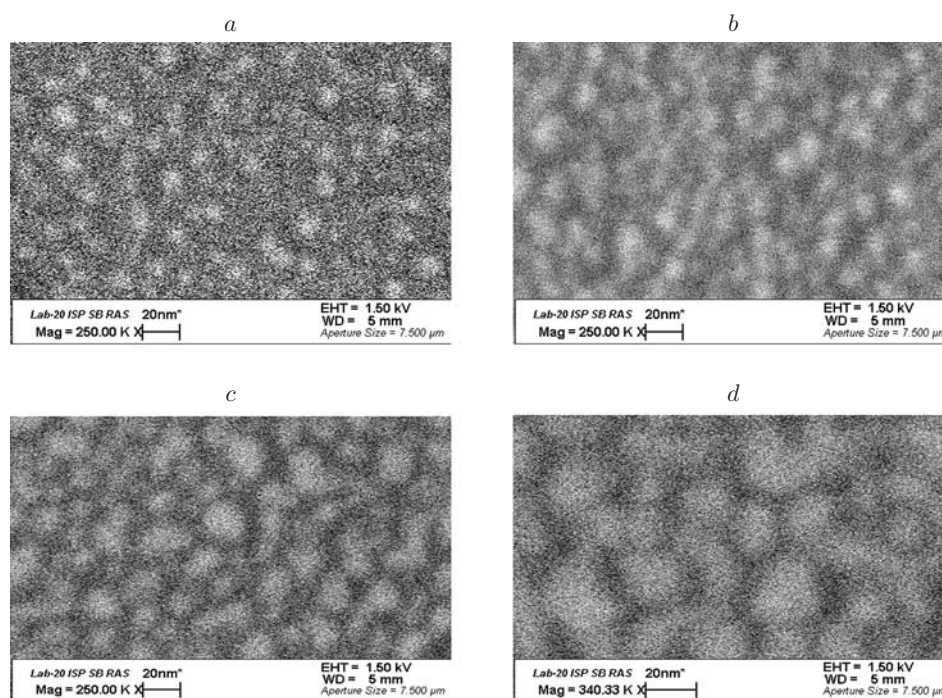 a
b
Lab-20 ISP SB RAS 20nm*
Mag = 250.00 K X
EHT = 1.50 kV
WD = 5 mm
Aperture Size = 7.500 µm
Lab-20 ISP SB RAS 20nm*
Mag = 250.00 K X
EHT = 1.50 kV
WD = 5 mm
Aperture Size = 7.500 µm
c
d
Lab-20 ISP SB RAS 20nm*
Mag = 250.00 K X
EHT = 1.50 kV
WD = 5 mm
Aperture Size = 7.500 µm
Lab-20 ISP SB RAS 20nm*
Mag = 340.33 K X
EHT = 1.50 kV
WD = 5 mm
Aperture Size = 7.500 µm